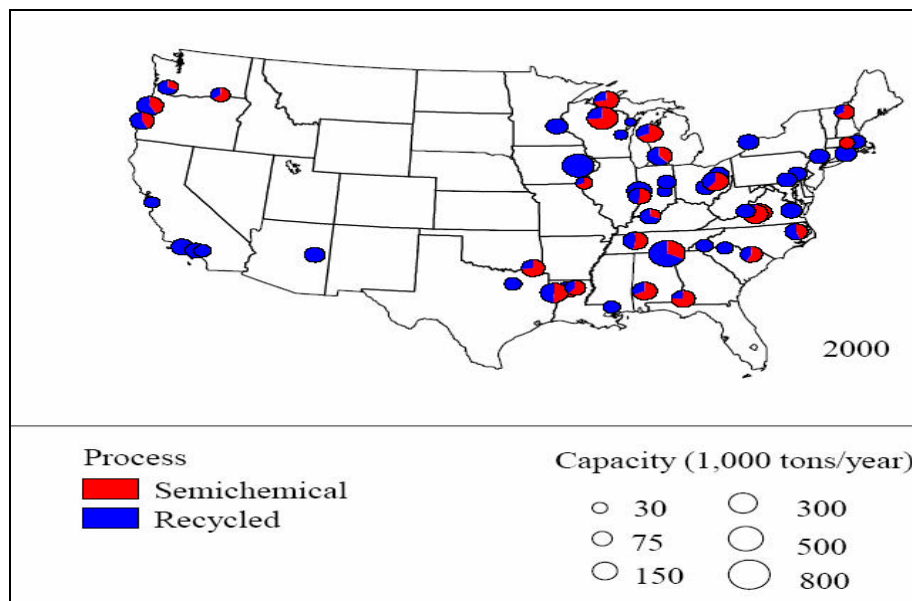 2000
Process
Semichemical
Recycled
Capacity (1,000 tons/year)
30
75
150
300
500
800